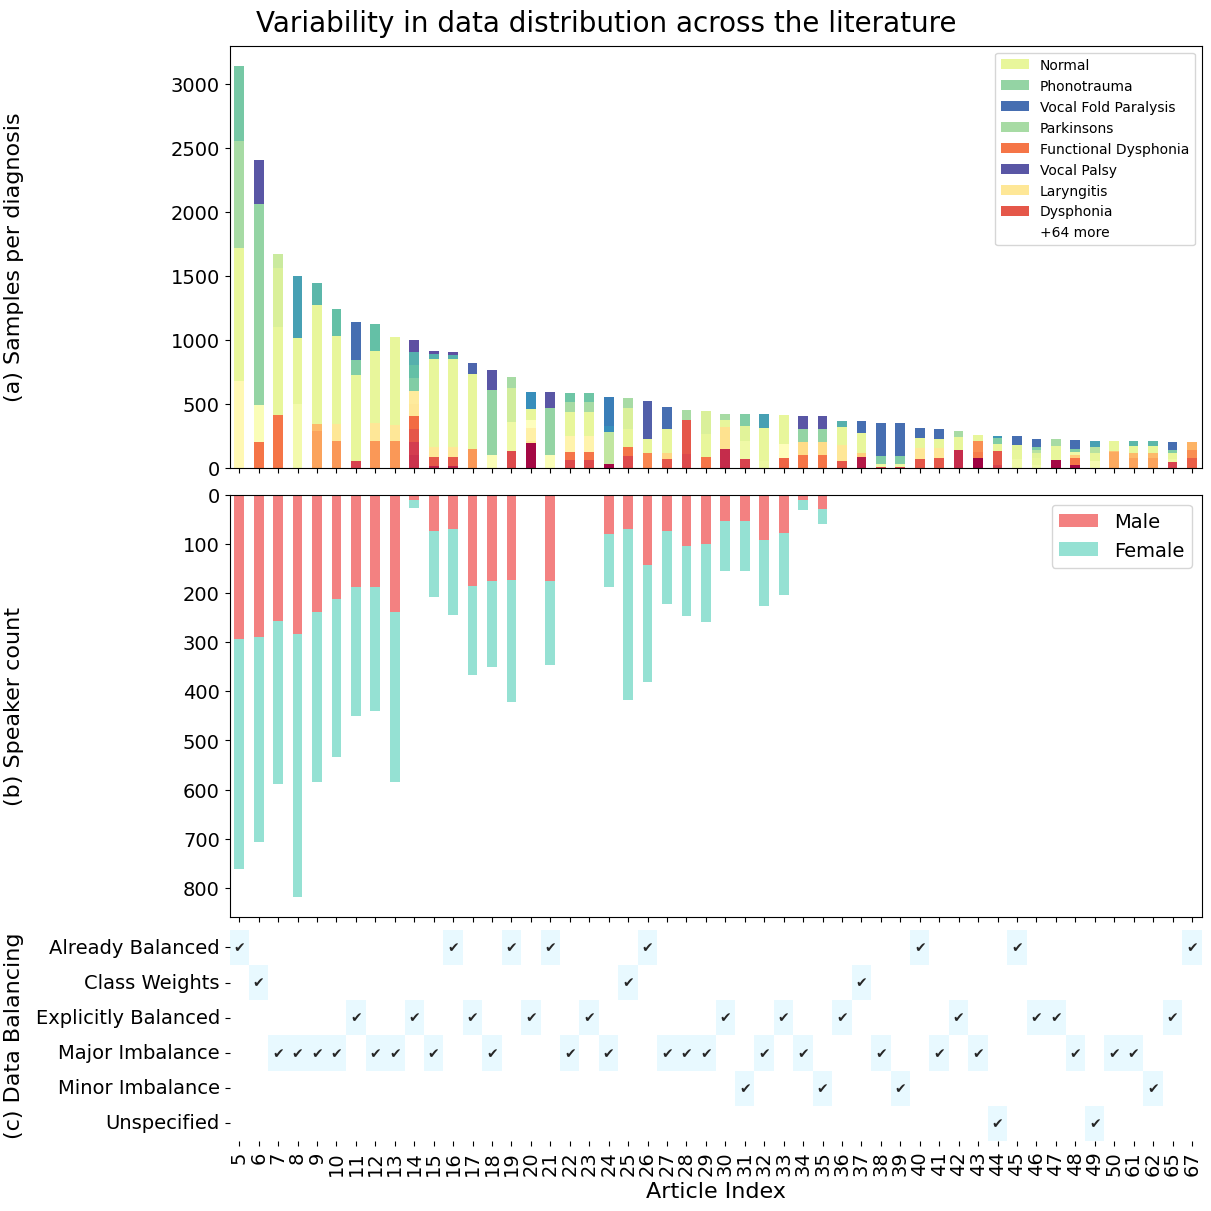 Variability in data distribution across the literature
(a) Samples per diagnosis
3000
2500
2000
1500
1000
500
0
Normal
Phonotrauma
Vocal Fold Paralysis
Parkinsons
Functional Dysphonia
Vocal Palsy
Laryngitis
Dysphonia
+64 more
(b) Speaker count
0
100
200
300
400
500
600
700
800
Male
Female
(c) Data Balancing
Already Balanced
Class Weights
Explicitly Balanced
Major Imbalance
Minor Imbalance
Unspecified
5 6 7 8 9 10 11 12 13 14 15 16 17 18 19 20 21 22 23 24 25 26 27 28 29 30 31 32 33 34 35 36 37 38 39 40 41 42 43 44 45 46 47 48 49 50 61 62 65 67
Article Index